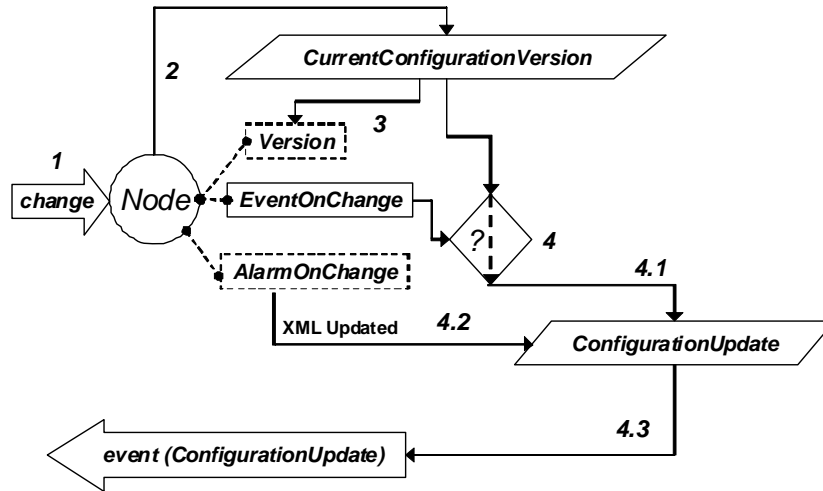 2
CurrentConfigurationVersion
3
Version
1
change
Node
EventOnChange
?
4
AlarmOnChange
4.1
XML Updated
4.2
ConfigurationUpdate
4.3
event (ConfigurationUpdate)